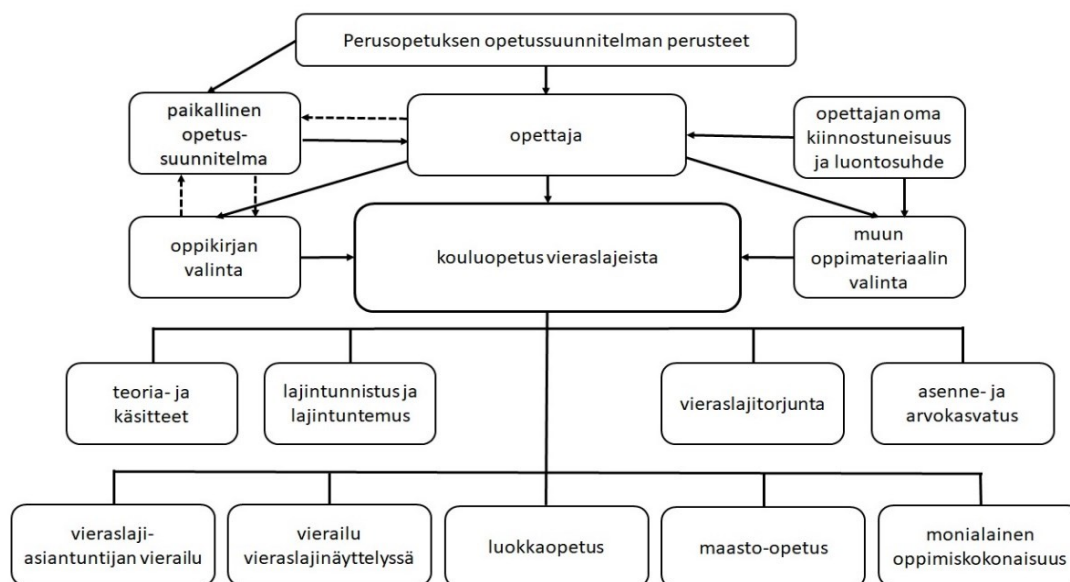 Perusopetuksen opetussuunnitelman perusteet
paikallinen
opetus-
suunnitelma
opettaja
opettajan oma
kiinnostuneisuus
ja luontosuhde
oppikirjan
valinta
kouluopetus vieraslajeista
muun
oppimateriaalin
valinta
teoria- ja
käsitteet
lajintunnistus ja
lajintuntemus
vieraslajitorjunta
asenne- ja
arvokasvatus
vieraslaji-
asiantuntijan vierailu
vierailu
vieraslajinäyttelyssä
luokkaopetus
maasto-opetus
monialainen
oppimiskokonaisuus